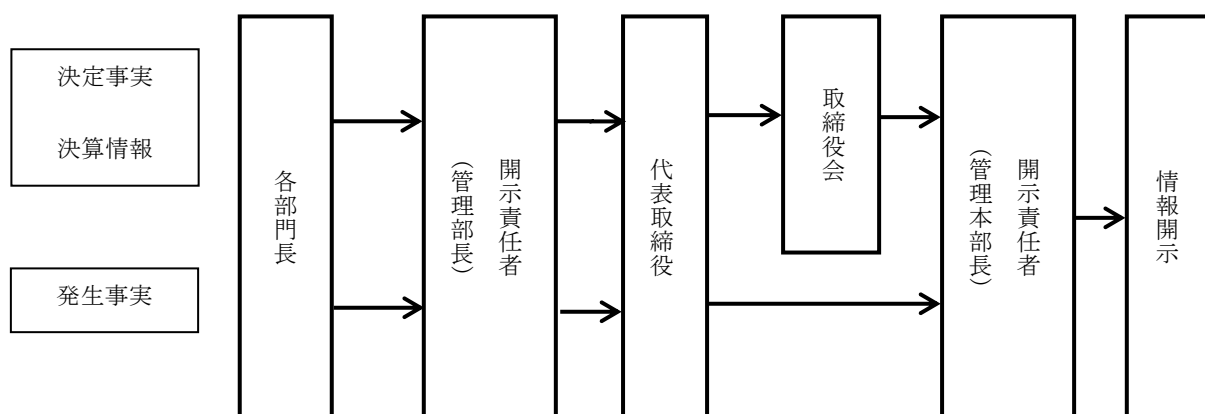 決定事実
決算情報
発生事実
各部門長
開示責任者
(管理部長)
代表取締役
取締役会
開示責任者
(管理本部長)
情報開示